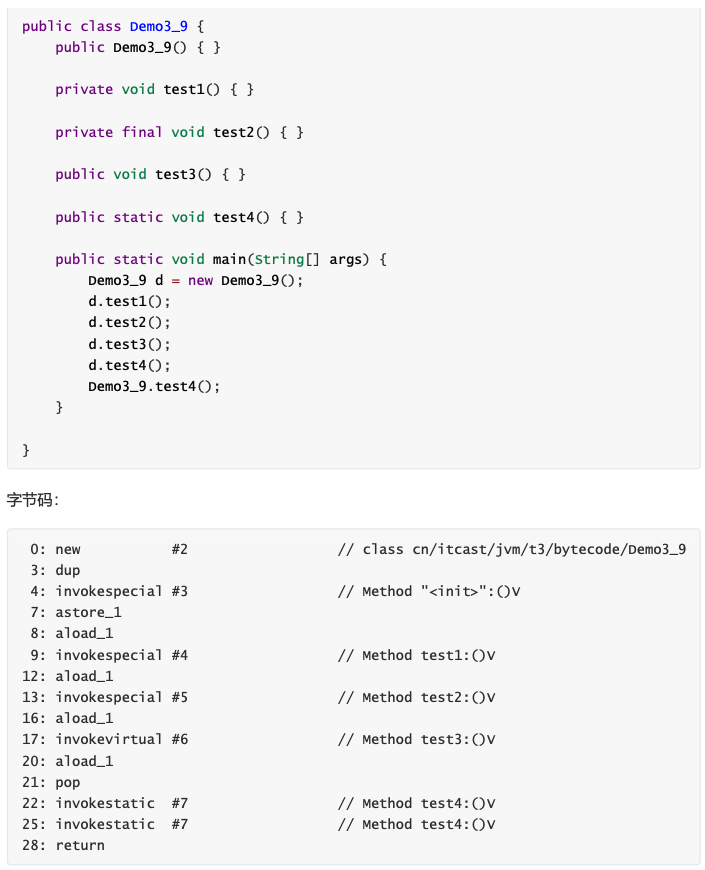 public class Demo3_9 {
    public Demo3_9() { }
    private void test1() { }
    private final void test2() { }
    public void test3() { }
    public static void test4() { }
    public static void main(String[] args) {
        Demo3_9 d = new Demo3_9();
        d.test1();
        d.test2();
        d.test3();
        d.test4();
        Demo3_9.test4();
    }
}
字节码：
 0: new           #2                  // class cn/itcast/jvm/t3/bytecode/Demo3_9
 3: dup
 4: invokespecial #3                  // Method "<init>":()V
 7: astore_1
 8: aload_1
 9: invokespecial #4                  // Method test1:()V
12: aload_1
13: invokespecial #5                  // Method test2:()V
16: aload_1
17: invokevirtual #6                  // Method test3:()V
20: aload_1
21: pop
22: invokestatic  #7                  // Method test4:()V
25: invokestatic  #7                  // Method test4:()V
28: return